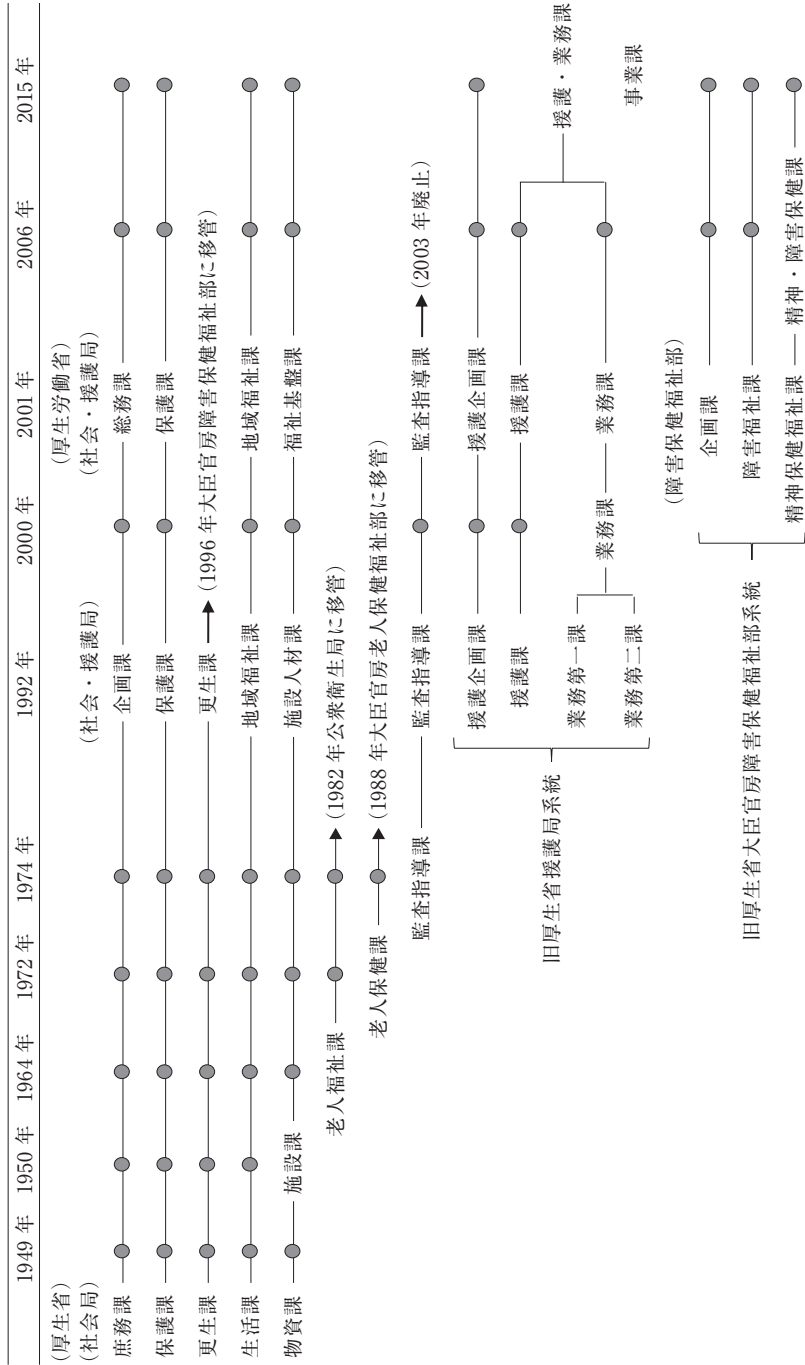 1949 年 1950 年 1964 年 1972 年 1974 年 1992 年 2000 年 2001 年 2006 年 2015 年
(厚生省) (厚生労働省)
(社会局) (社会・援護局) (社会・援護局)
庶務課 企画課 総務課
保護課 保護課 保護課
更生課 更生課 (1996 年大臣官房障害保健福祉部に移管)
生活課 地域福祉課 地域福祉課
物資課 施設課 施設人材課 福祉基盤課
老人福祉課 (1982 年公衆衛生局に移管)
老人保健課 (1988 年大臣官房老人保健福祉部に移管)
監査指導課 監査指導課 監査指導課 (2003 年廃止)
援護企画課 援護企画課
援護課 援護課
旧厚生省援護局系統 援護・業務課
業務第一課
業務課 業務課
業務第二課
事業課
(障害保健福祉部)
企画課
旧厚生省大臣官房障害保健福祉部系統 障害福祉課
精神保健福祉課 精神・障害保健課